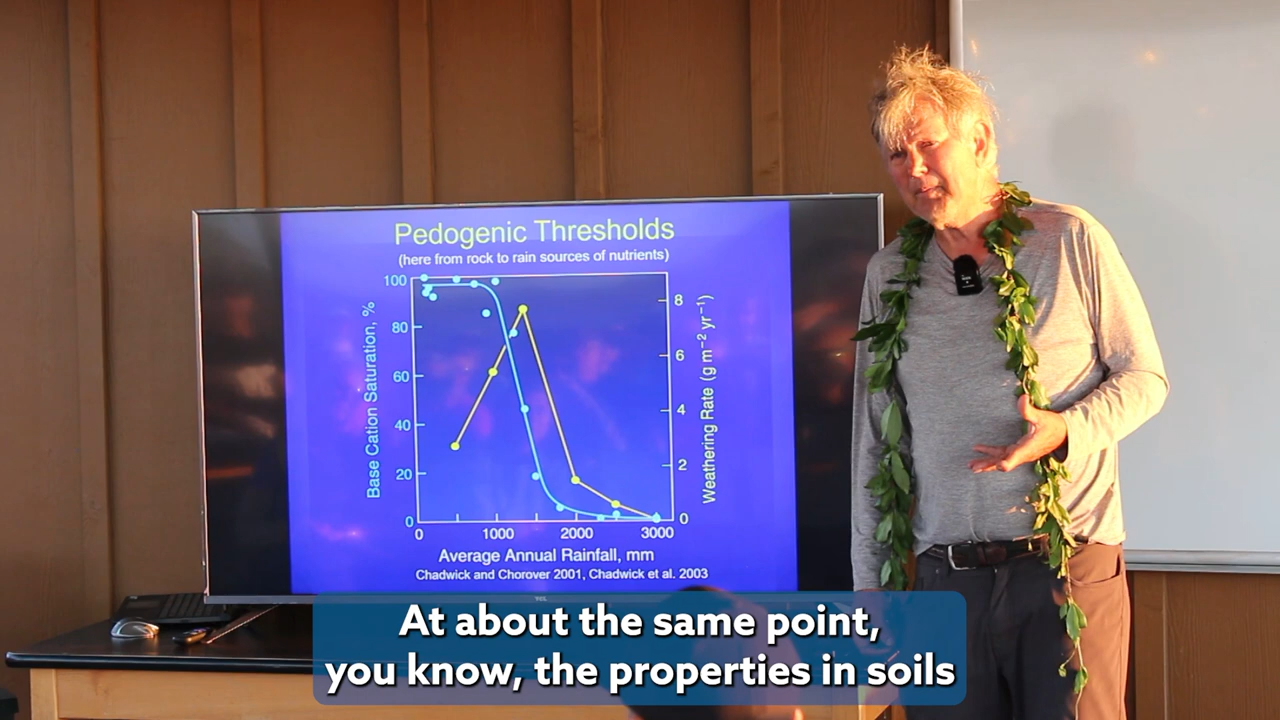 Pedogenic Thresholds
(here from rock to rain sources of nutrients)
Base Cation Saturation, %
100
80
60
40
20
0
8
6
4
2
0
Weathering Rate (g m⁻² yr⁻¹)
0 1000 2000 3000
Average Annual Rainfall, mm
Chadwick and Chorover 2001, Chadwick et al. 2003
TCL
At about the same point,
you know, the properties in soils